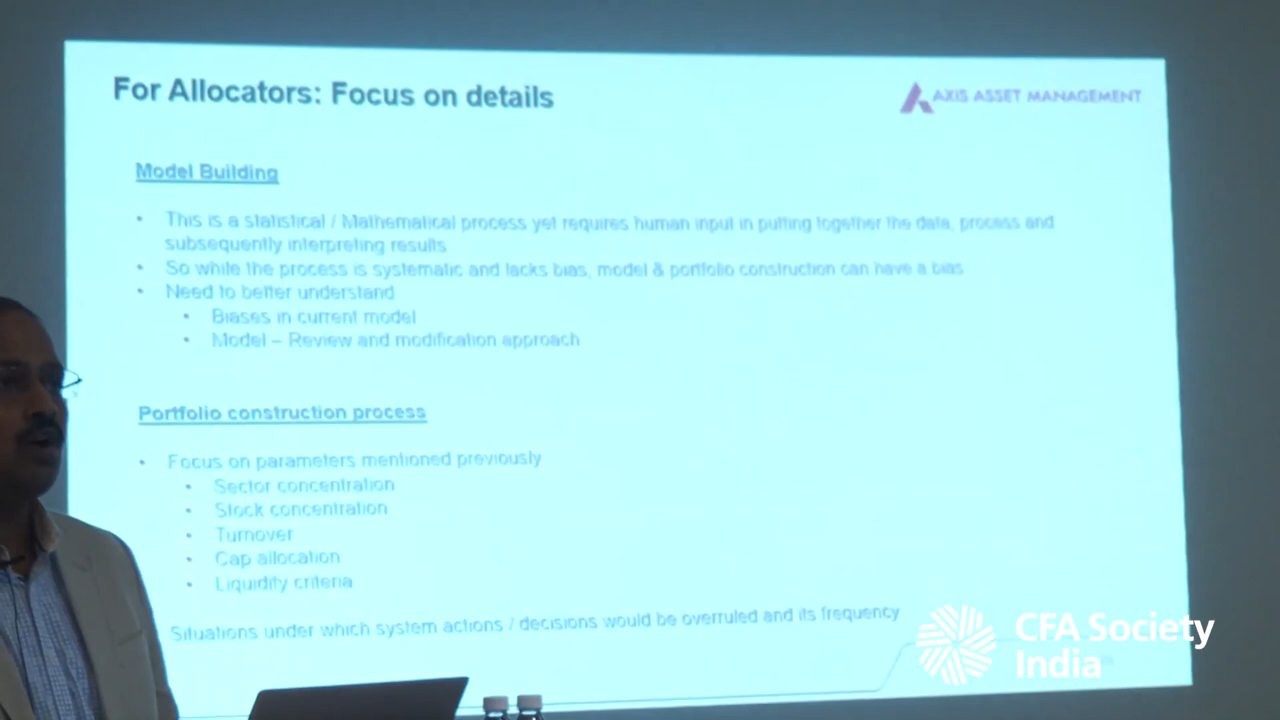 For Allocators: Focus on details
AXIS ASSET MANAGEMENT
Model Building
• This is a statistical / Mathematical process yet requires human input in putting together the data, process and
subsequently interpreting results
• So while the process is systematic and lacks bias, model & portfolio construction can have a bias
• Need to better understand
• Biases in current model
• Model – Review and modification approach
Portfolio construction process
• Focus on parameters mentioned previously
• Sector concentration
• Stock concentration
• Turnover
• Cap allocation
• Liquidity criteria
Situations under which system actions / decisions would be overruled and its frequency
CFA Society
India